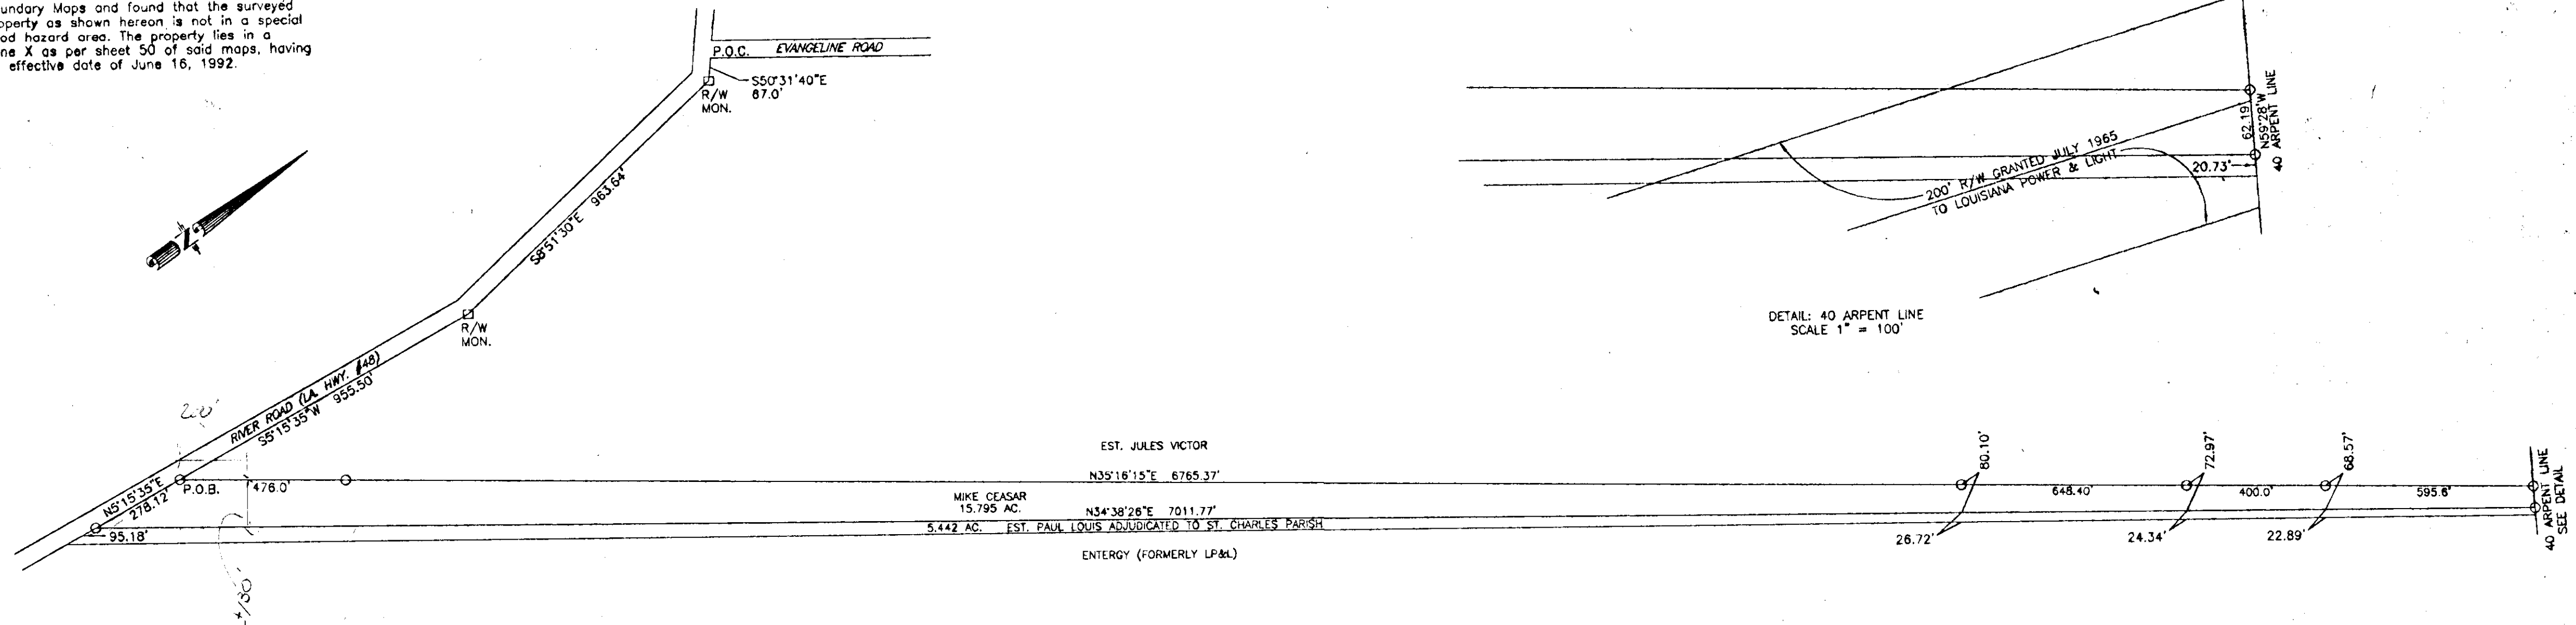 undary Maps and found that the surveyed
operty as shown hereon is not in a special
od hazard area. The property lies in a
ne X as per sheet 50 of said maps, having
effective date of June 16, 1992.
P.O.C. EVANGELINE ROAD
S50°31'40"E
67.0'
R/W
MON.
S8°51'30"E 963.64'
R/W
MON.
RIVER ROAD (LA. HWY. #48)
S5°15'35"W 955.50'
200'
N5°15'35"E
278.12'
P.O.B.
476.0'
95.18'
130'
EST. JULES VICTOR
N35°16'15"E 6765.37'
MIKE CEASAR
15.795 AC.
N34°38'26"E 7011.77'
5.442 AC. EST. PAUL LOUIS ADJUDICATED TO ST. CHARLES PARISH
ENTERGY (FORMERLY LP&L)
62.19
N59°28'W
40 ARPENT LINE
20.73'
200' R/W GRANTED JULY 1965
TO LOUISIANA POWER & LIGHT
DETAIL: 40 ARPENT LINE
SCALE 1" = 100'
80.10'
72.97'
68.57'
648.40'
400.0'
595.6'
26.72'
24.34'
22.89'
40 ARPENT LINE
SEE DETAIL